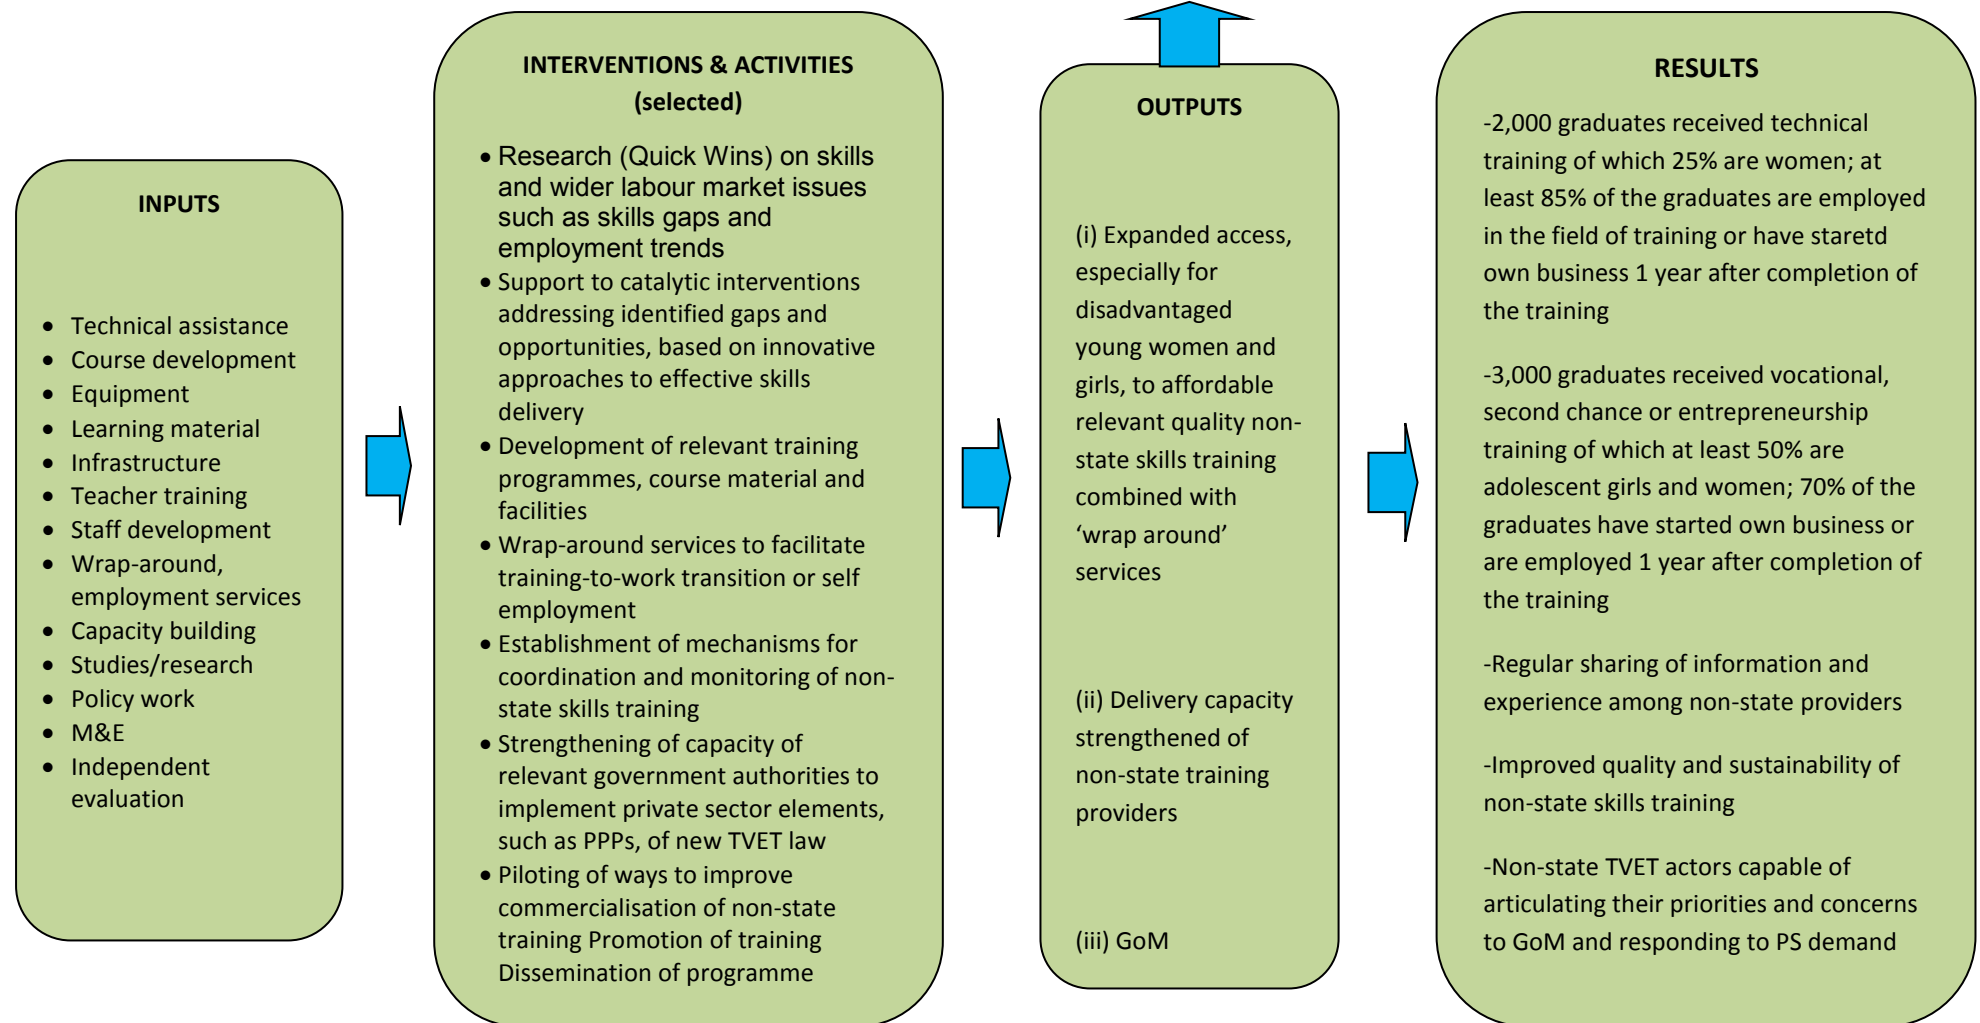 INPUTS
• Technical assistance
• Course development
• Equipment
• Learning material
• Infrastructure
• Teacher training
• Staff development
• Wrap-around,
employment services
• Capacity building
• Studies/research
• Policy work
• M&E
• Independent
evaluation
INTERVENTIONS & ACTIVITIES
(selected)
• Research (Quick Wins) on skills
and wider labour market issues
such as skills gaps and
employment trends
• Support to catalytic interventions
addressing identified gaps and
opportunities, based on innovative
approaches to effective skills
delivery
• Development of relevant training
programmes, course material and
facilities
• Wrap-around services to facilitate
training-to-work transition or self
employment
• Establishment of mechanisms for
coordination and monitoring of non-
state skills training
• Strengthening of capacity of
relevant government authorities to
implement private sector elements,
such as PPPs, of new TVET law
• Piloting of ways to improve
commercialisation of non-state
training Promotion of training
Dissemination of programme
OUTPUTS
(i) Expanded access,
especially for
disadvantaged
young women and
girls, to affordable
relevant quality non-
state skills training
combined with
‘wrap around’
services
(ii) Delivery capacity
strengthened of
non-state training
providers
(iii) GoM
RESULTS
-2,000 graduates received technical
training of which 25% are women; at
least 85% of the graduates are employed
in the field of training or have staretd
own business 1 year after completion of
the training
-3,000 graduates received vocational,
second chance or entrepreneurship
training of which at least 50% are
adolescent girls and women; 70% of the
graduates have started own business or
are employed 1 year after completion of
the training
-Regular sharing of information and
experience among non-state providers
-Improved quality and sustainability of
non-state skills training
-Non-state TVET actors capable of
articulating their priorities and concerns
to GoM and responding to PS demand